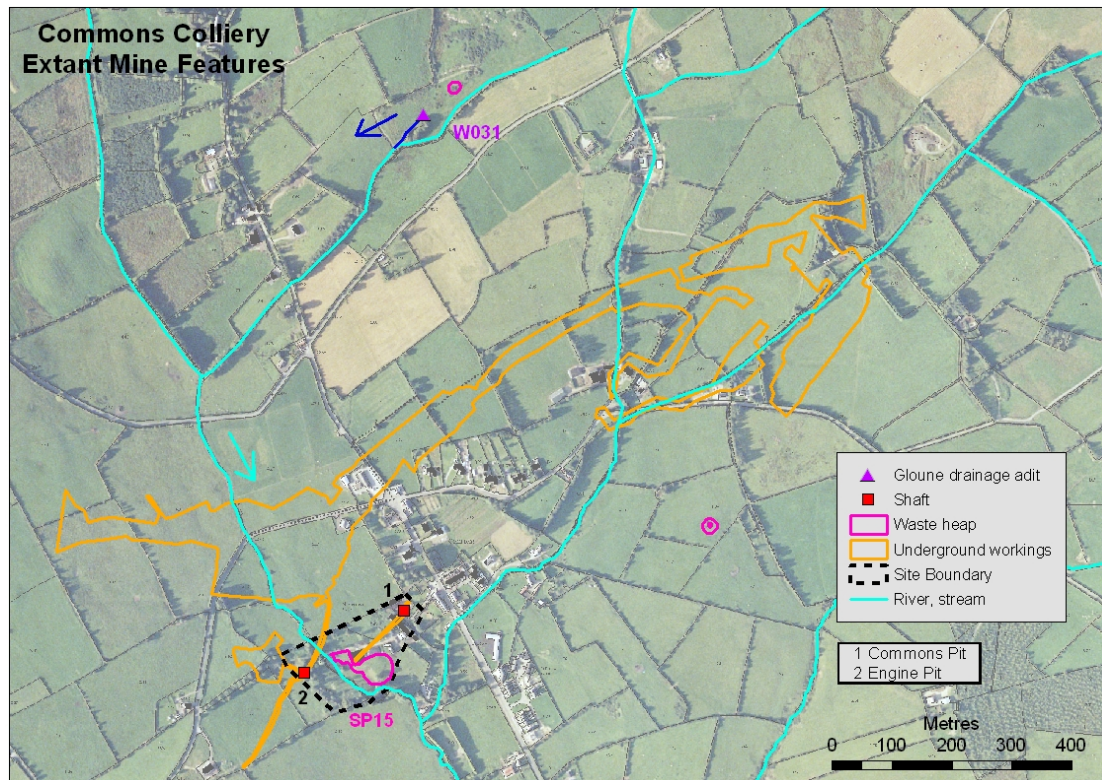 Commons Colliery
Extant Mine Features
W031
1
2
SP15
Gloune drainage adit
Shaft
Waste heap
Underground workings
Site Boundary
River, stream
1 Commons Pit
2 Engine Pit
Metres
0 100 200 300 400